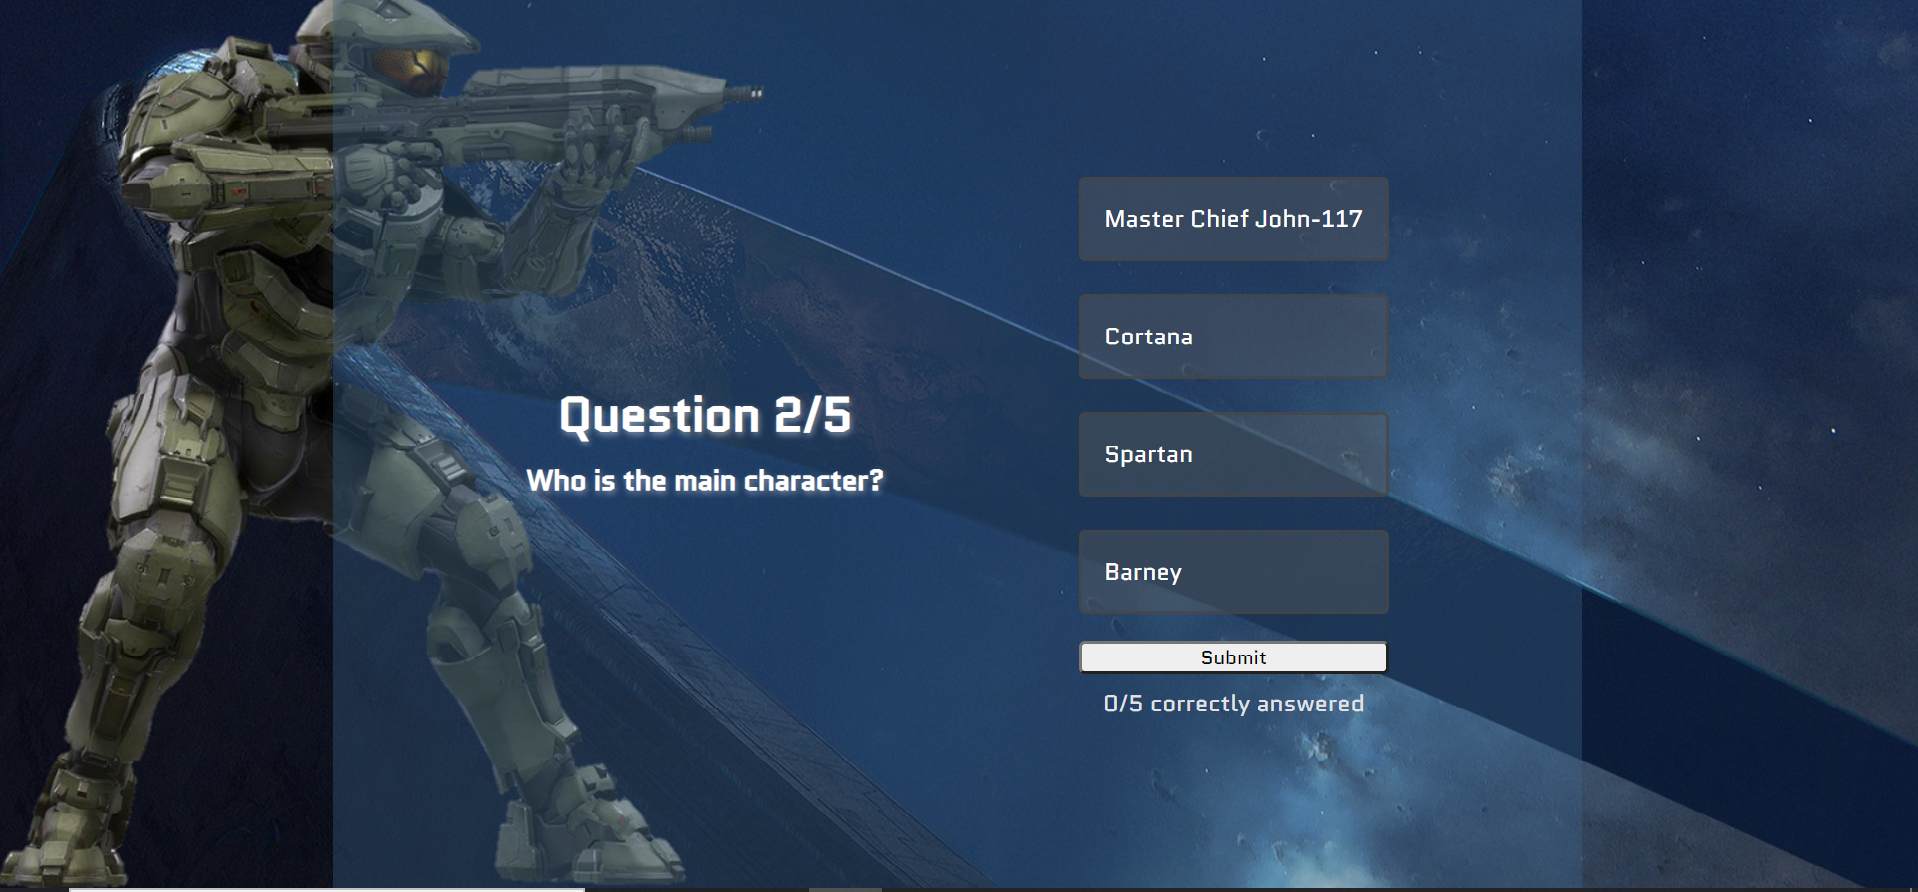 Question 2/5
Who is the main character?
Master Chief John-117
Cortana
Spartan
Barney
Submit
0/5 correctly answered